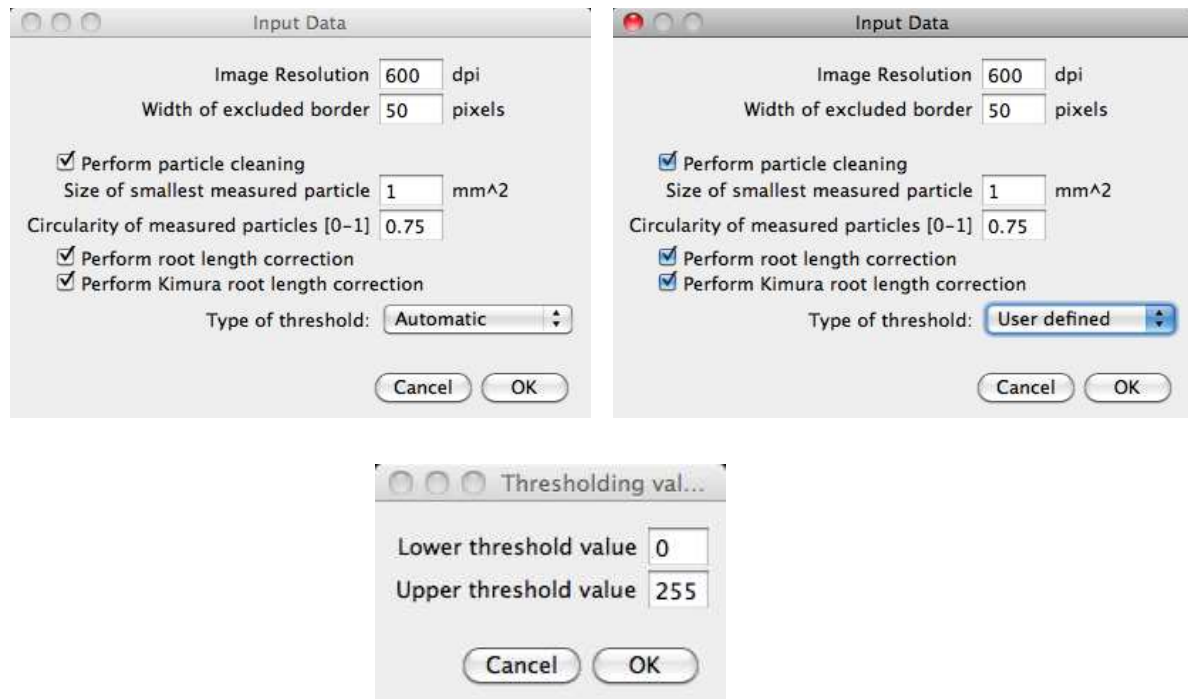 Input Data
Image Resolution 600 dpi
Width of excluded border 50 pixels
Perform particle cleaning
Size of smallest measured particle 1 mm^2
Circularity of measured particles [0-1] 0.75
Perform root length correction
Perform Kimura root length correction
Type of threshold: Automatic
Cancel OK
Input Data
Image Resolution 600 dpi
Width of excluded border 50 pixels
Perform particle cleaning
Size of smallest measured particle 1 mm^2
Circularity of measured particles [0-1] 0.75
Perform root length correction
Perform Kimura root length correction
Type of threshold: User defined
Cancel OK
Thresholding val...
Lower threshold value 0
Upper threshold value 255
Cancel OK